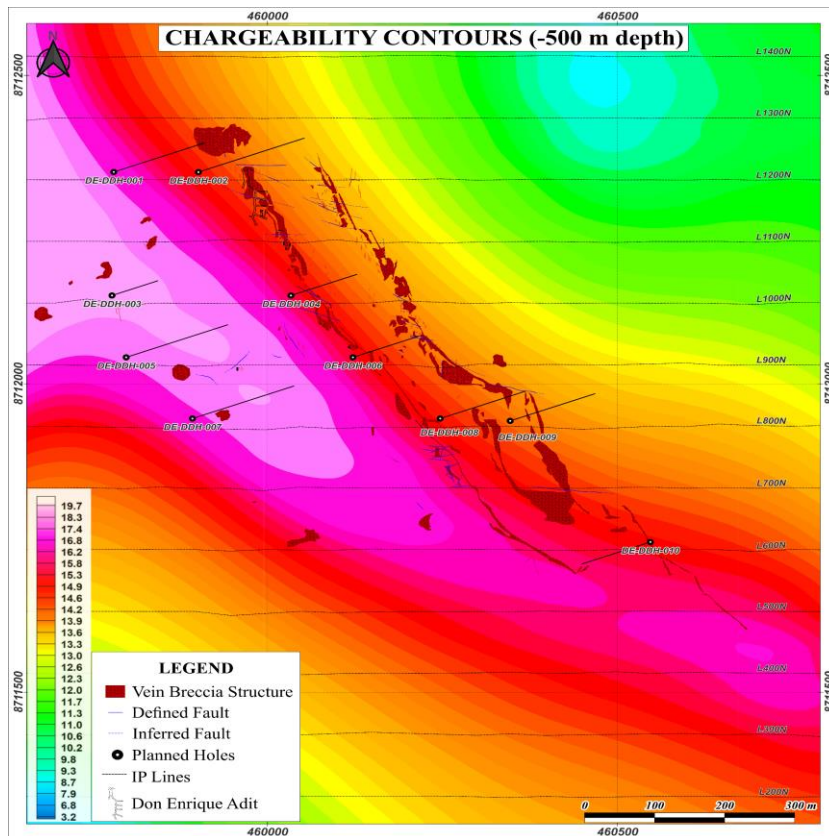 460000
460500
CHARGEABILITY CONTOURS (-500 m depth)
N
8712500
8712500
L1400N
L1300N
DE-DDH-001
DE-DDH-002
L1200N
L1100N
DE-DDH-003
DE-DDH-004
L1000N
DE-DDH-005
DE-DDH-006
L900N
8712000
8712000
DE-DDH-007
DE-DDH-008
DE-DDH-009
L800N
L700N
DE-DDH-010
L600N
L500N
L400N
L300N
L200N
8711500
8711500
19.7
18.3
17.4
16.8
16.2
15.8
15.3
14.9
14.6
14.2
13.9
13.6
13.3
13.0
12.6
12.3
12.0
11.7
11.3
11.0
10.6
10.2
9.8
9.3
8.7
7.9
6.8
3.2
LEGEND
Vein Breccia Structure
Defined Fault
Inferred Fault
Planned Holes
IP Lines
Don Enrique Adit
0 100 200 300 m
460000
460500